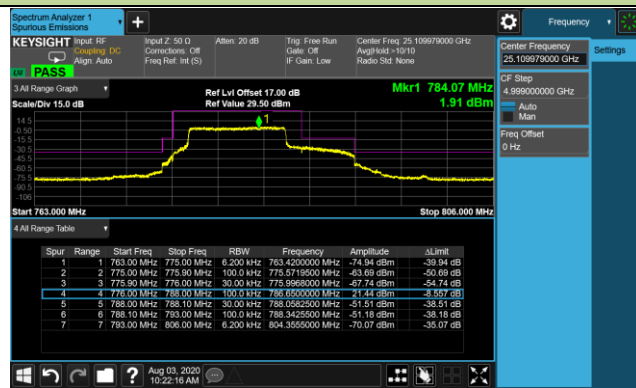 Spectrum Analyzer 1
Spurious Emissions
Frequency
KEYSIGHT Input: RF
Coupling: DC
Align: Auto
Input Z: 50 Ω
Corrections: Off
Freq Ref: Int (S)
Atten: 20 dB
Trig: Free Run
Gate: Off
IF Gain: Low
Center Freq: 25.109979000 GHz
Avg|Hold:>10/10
Radio Std: None
LXI PASS
3 All Range Graph
Ref Lvl Offset 17.00 dB
Mkr1 784.07 MHz
Scale/Div 15.0 dB
Ref Value 29.50 dBm
1.91 dBm
1
14.5
-0.50
-15.5
-30.5
-45.5
-60.5
-75.5
-90.5
-106
Start 763.000 MHz
Stop 806.000 MHz
4 All Range Table
Spur Range Start Freq Stop Freq RBW Frequency Amplitude ΔLimit
1 1 763.00 MHz 775.00 MHz 6.200 kHz 763.4200000 MHz -74.94 dBm -39.94 dB
2 2 775.00 MHz 775.90 MHz 100.0 kHz 775.5719500 MHz -63.69 dBm -50.69 dB
3 3 775.90 MHz 776.00 MHz 30.00 kHz 775.9968000 MHz -67.74 dBm -54.74 dB
4 4 776.00 MHz 788.00 MHz 100.0 kHz 786.6500000 MHz 21.44 dBm -8.557 dB
5 5 788.00 MHz 788.10 MHz 30.00 kHz 788.0582500 MHz -51.51 dBm -38.51 dB
6 6 788.10 MHz 793.00 MHz 100.0 kHz 788.3425500 MHz -51.18 dBm -38.18 dB
7 7 793.00 MHz 806.00 MHz 6.200 kHz 804.3555000 MHz -70.07 dBm -35.07 dB
Center Frequency
25.109979000 GHz
Settings
CF Step
4.999000000 GHz
Auto
Man
Freq Offset
0 Hz
? Aug 03, 2020
10:22:16 AM